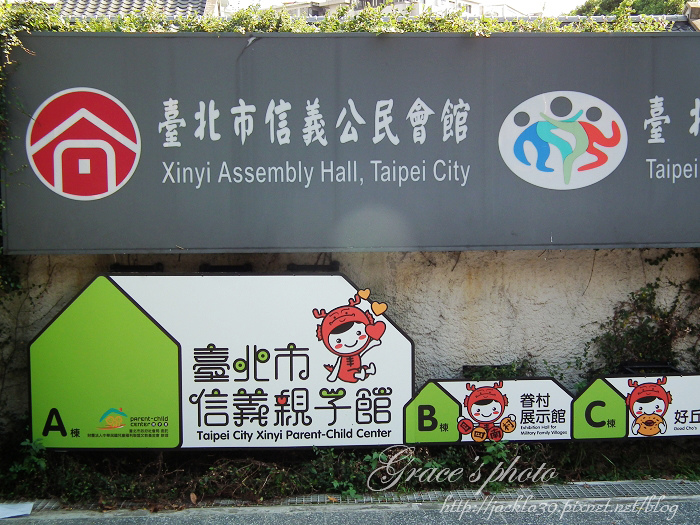 臺北市信義公民會館
Xinyi Assembly Hall, Taipei City
臺北
Taipei
臺北市
信義親子館
Taipei City Xinyi Parent-Child Center
A棟
parent-child
center
B棟
眷村
展示館
Exhibition Hall for
Military Family Villages
C棟
好丘
Good Cho's
Grace's photo
http://jackla39.pixnet.net/blog